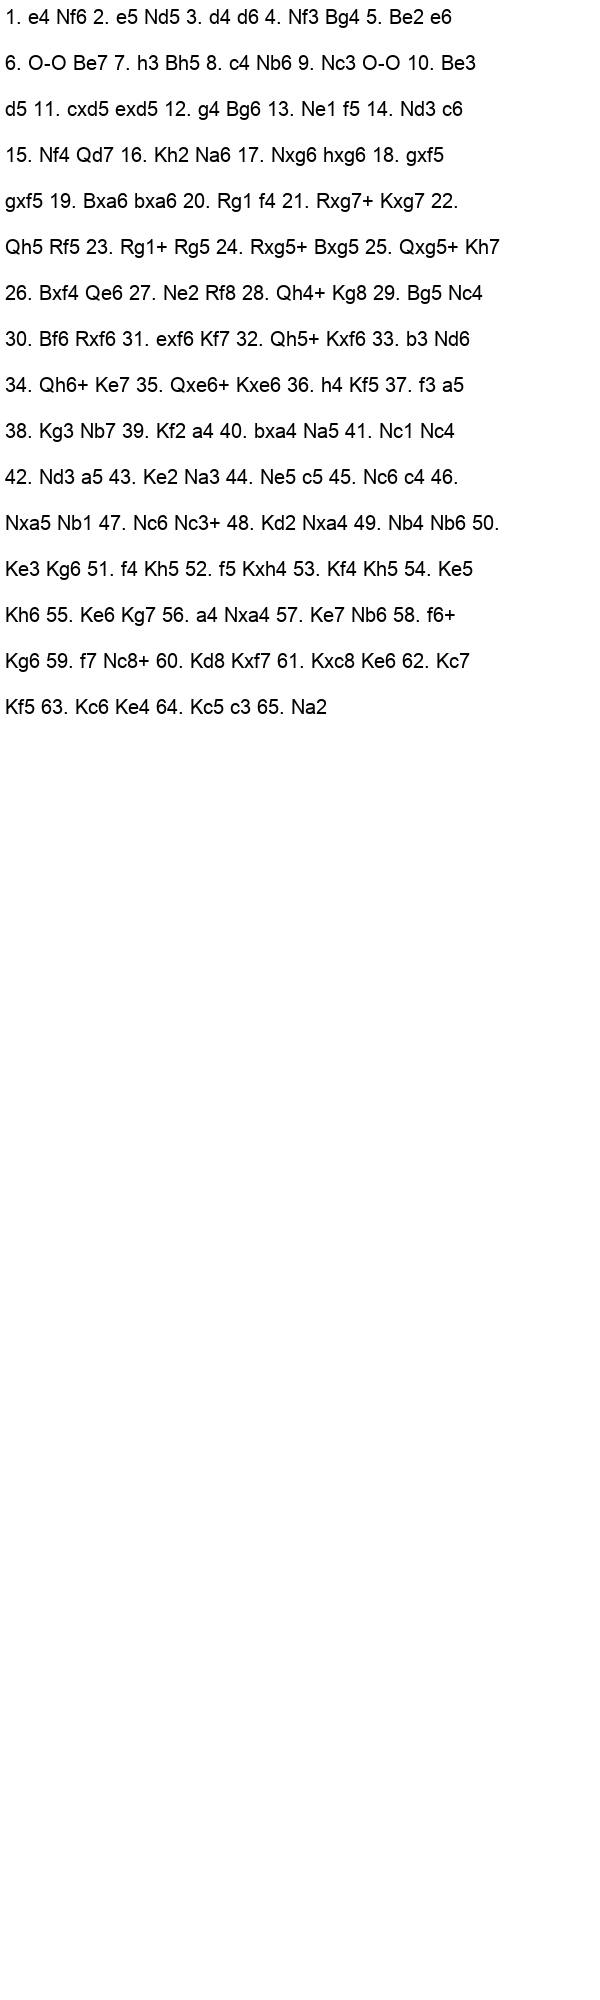 1. e4 Nf6 2. e5 Nd5 3. d4 d6 4. Nf3 Bg4 5. Be2 e6
6. O-O Be7 7. h3 Bh5 8. c4 Nb6 9. Nc3 O-O 10. Be3
d5 11. cxd5 exd5 12. g4 Bg6 13. Ne1 f5 14. Nd3 c6
15. Nf4 Qd7 16. Kh2 Na6 17. Nxg6 hxg6 18. gxf5
gxf5 19. Bxa6 bxa6 20. Rg1 f4 21. Rxg7+ Kxg7 22.
Qh5 Rf5 23. Rg1+ Rg5 24. Rxg5+ Bxg5 25. Qxg5+ Kh7
26. Bxf4 Qe6 27. Ne2 Rf8 28. Qh4+ Kg8 29. Bg5 Nc4
30. Bf6 Rxf6 31. exf6 Kf7 32. Qh5+ Kxf6 33. b3 Nd6
34. Qh6+ Ke7 35. Qxe6+ Kxe6 36. h4 Kf5 37. f3 a5
38. Kg3 Nb7 39. Kf2 a4 40. bxa4 Na5 41. Nc1 Nc4
42. Nd3 a5 43. Ke2 Na3 44. Ne5 c5 45. Nc6 c4 46.
Nxa5 Nb1 47. Nc6 Nc3+ 48. Kd2 Nxa4 49. Nb4 Nb6 50.
Ke3 Kg6 51. f4 Kh5 52. f5 Kxh4 53. Kf4 Kh5 54. Ke5
Kh6 55. Ke6 Kg7 56. a4 Nxa4 57. Ke7 Nb6 58. f6+
Kg6 59. f7 Nc8+ 60. Kd8 Kxf7 61. Kxc8 Ke6 62. Kc7
Kf5 63. Kc6 Ke4 64. Kc5 c3 65. Na2